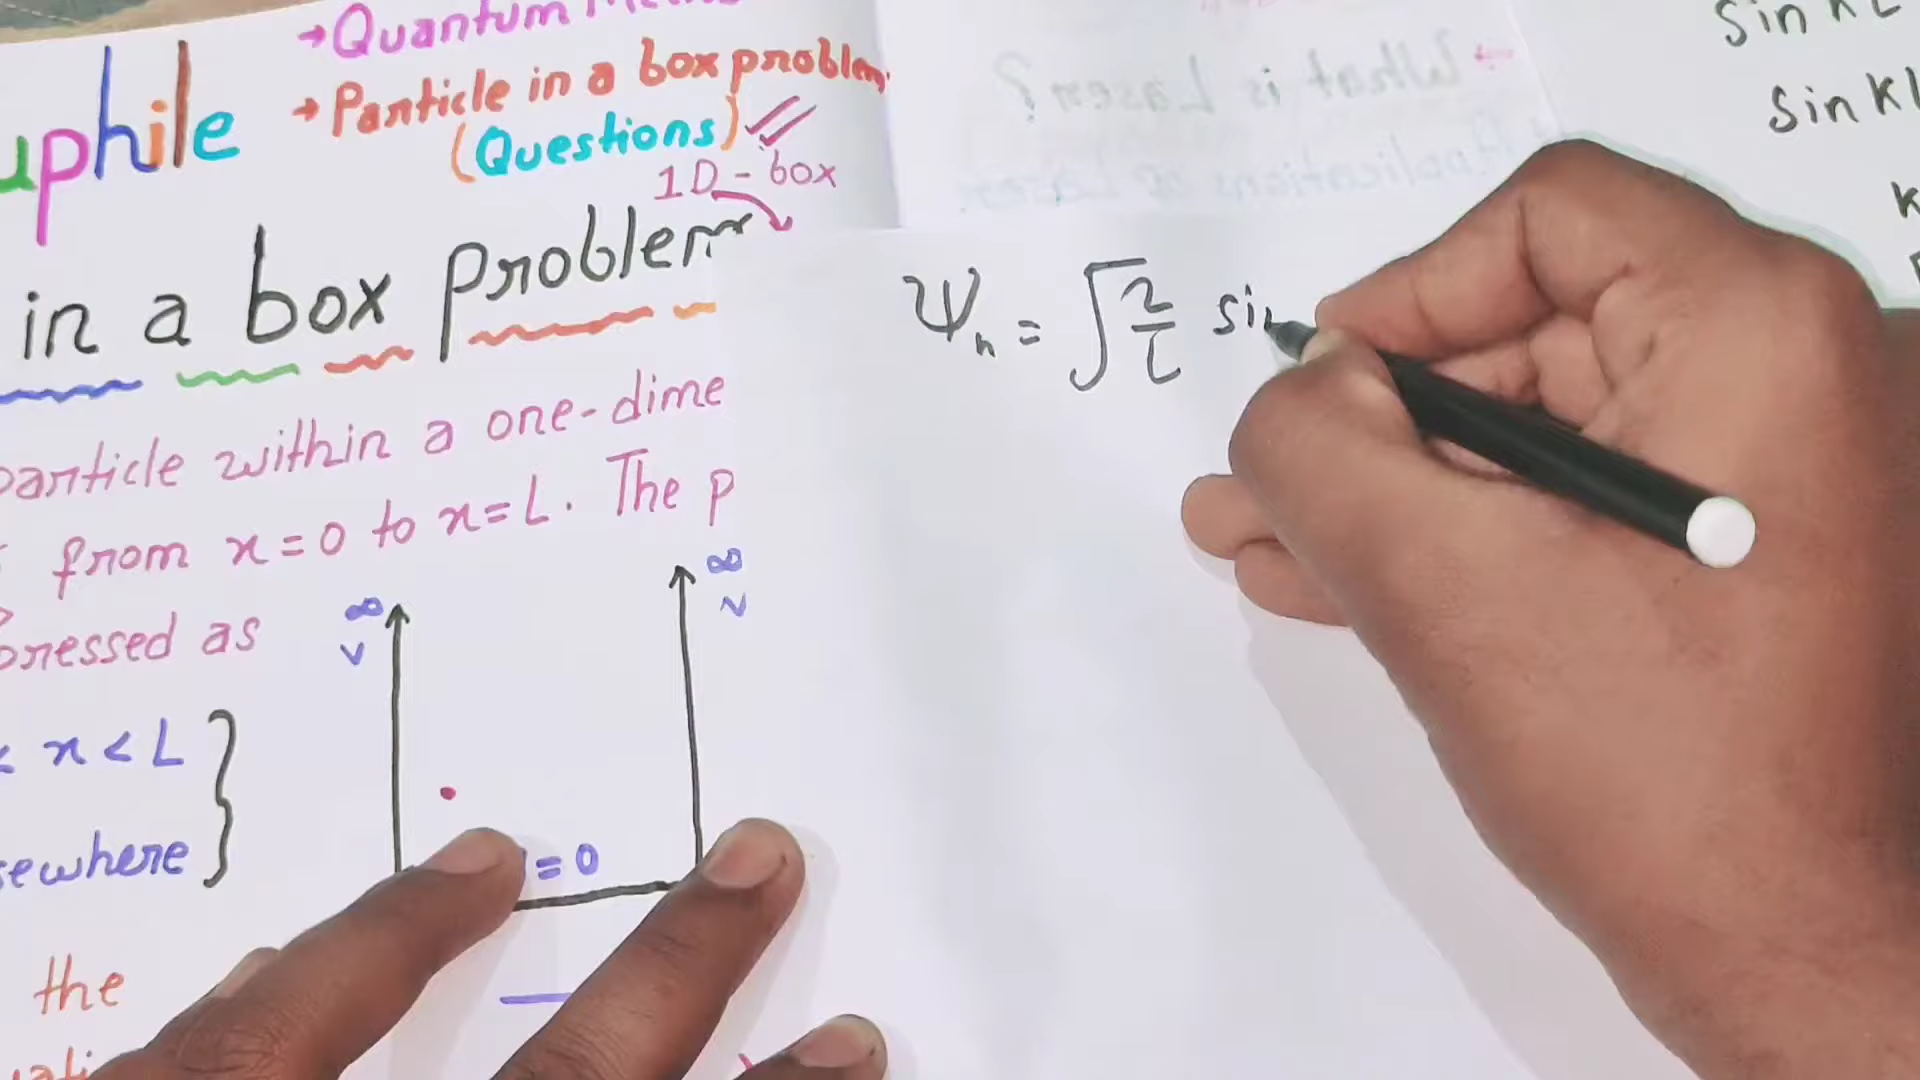 → Quantum
→ Particle in a box problem
(Questions)
1D - box
uphile
in a box problem
particle within a one-dime
from x = 0 to x = L. The p
pressed as
∞
V
∞
V
< x < L
sewhere
= 0
the
ψn = √2/L sin
What is Laser?
Applications of Laser
Sin KL
Sin KL
K